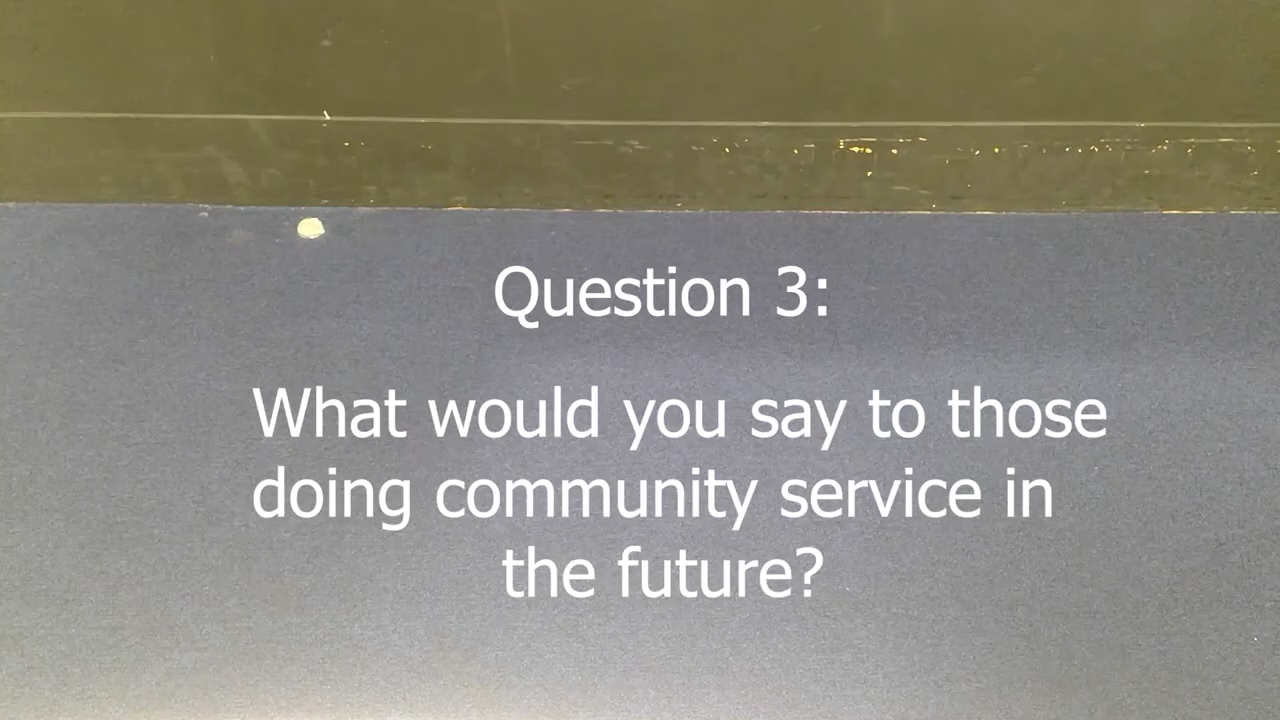 Question 3:
What would you say to those
doing community service in
the future?